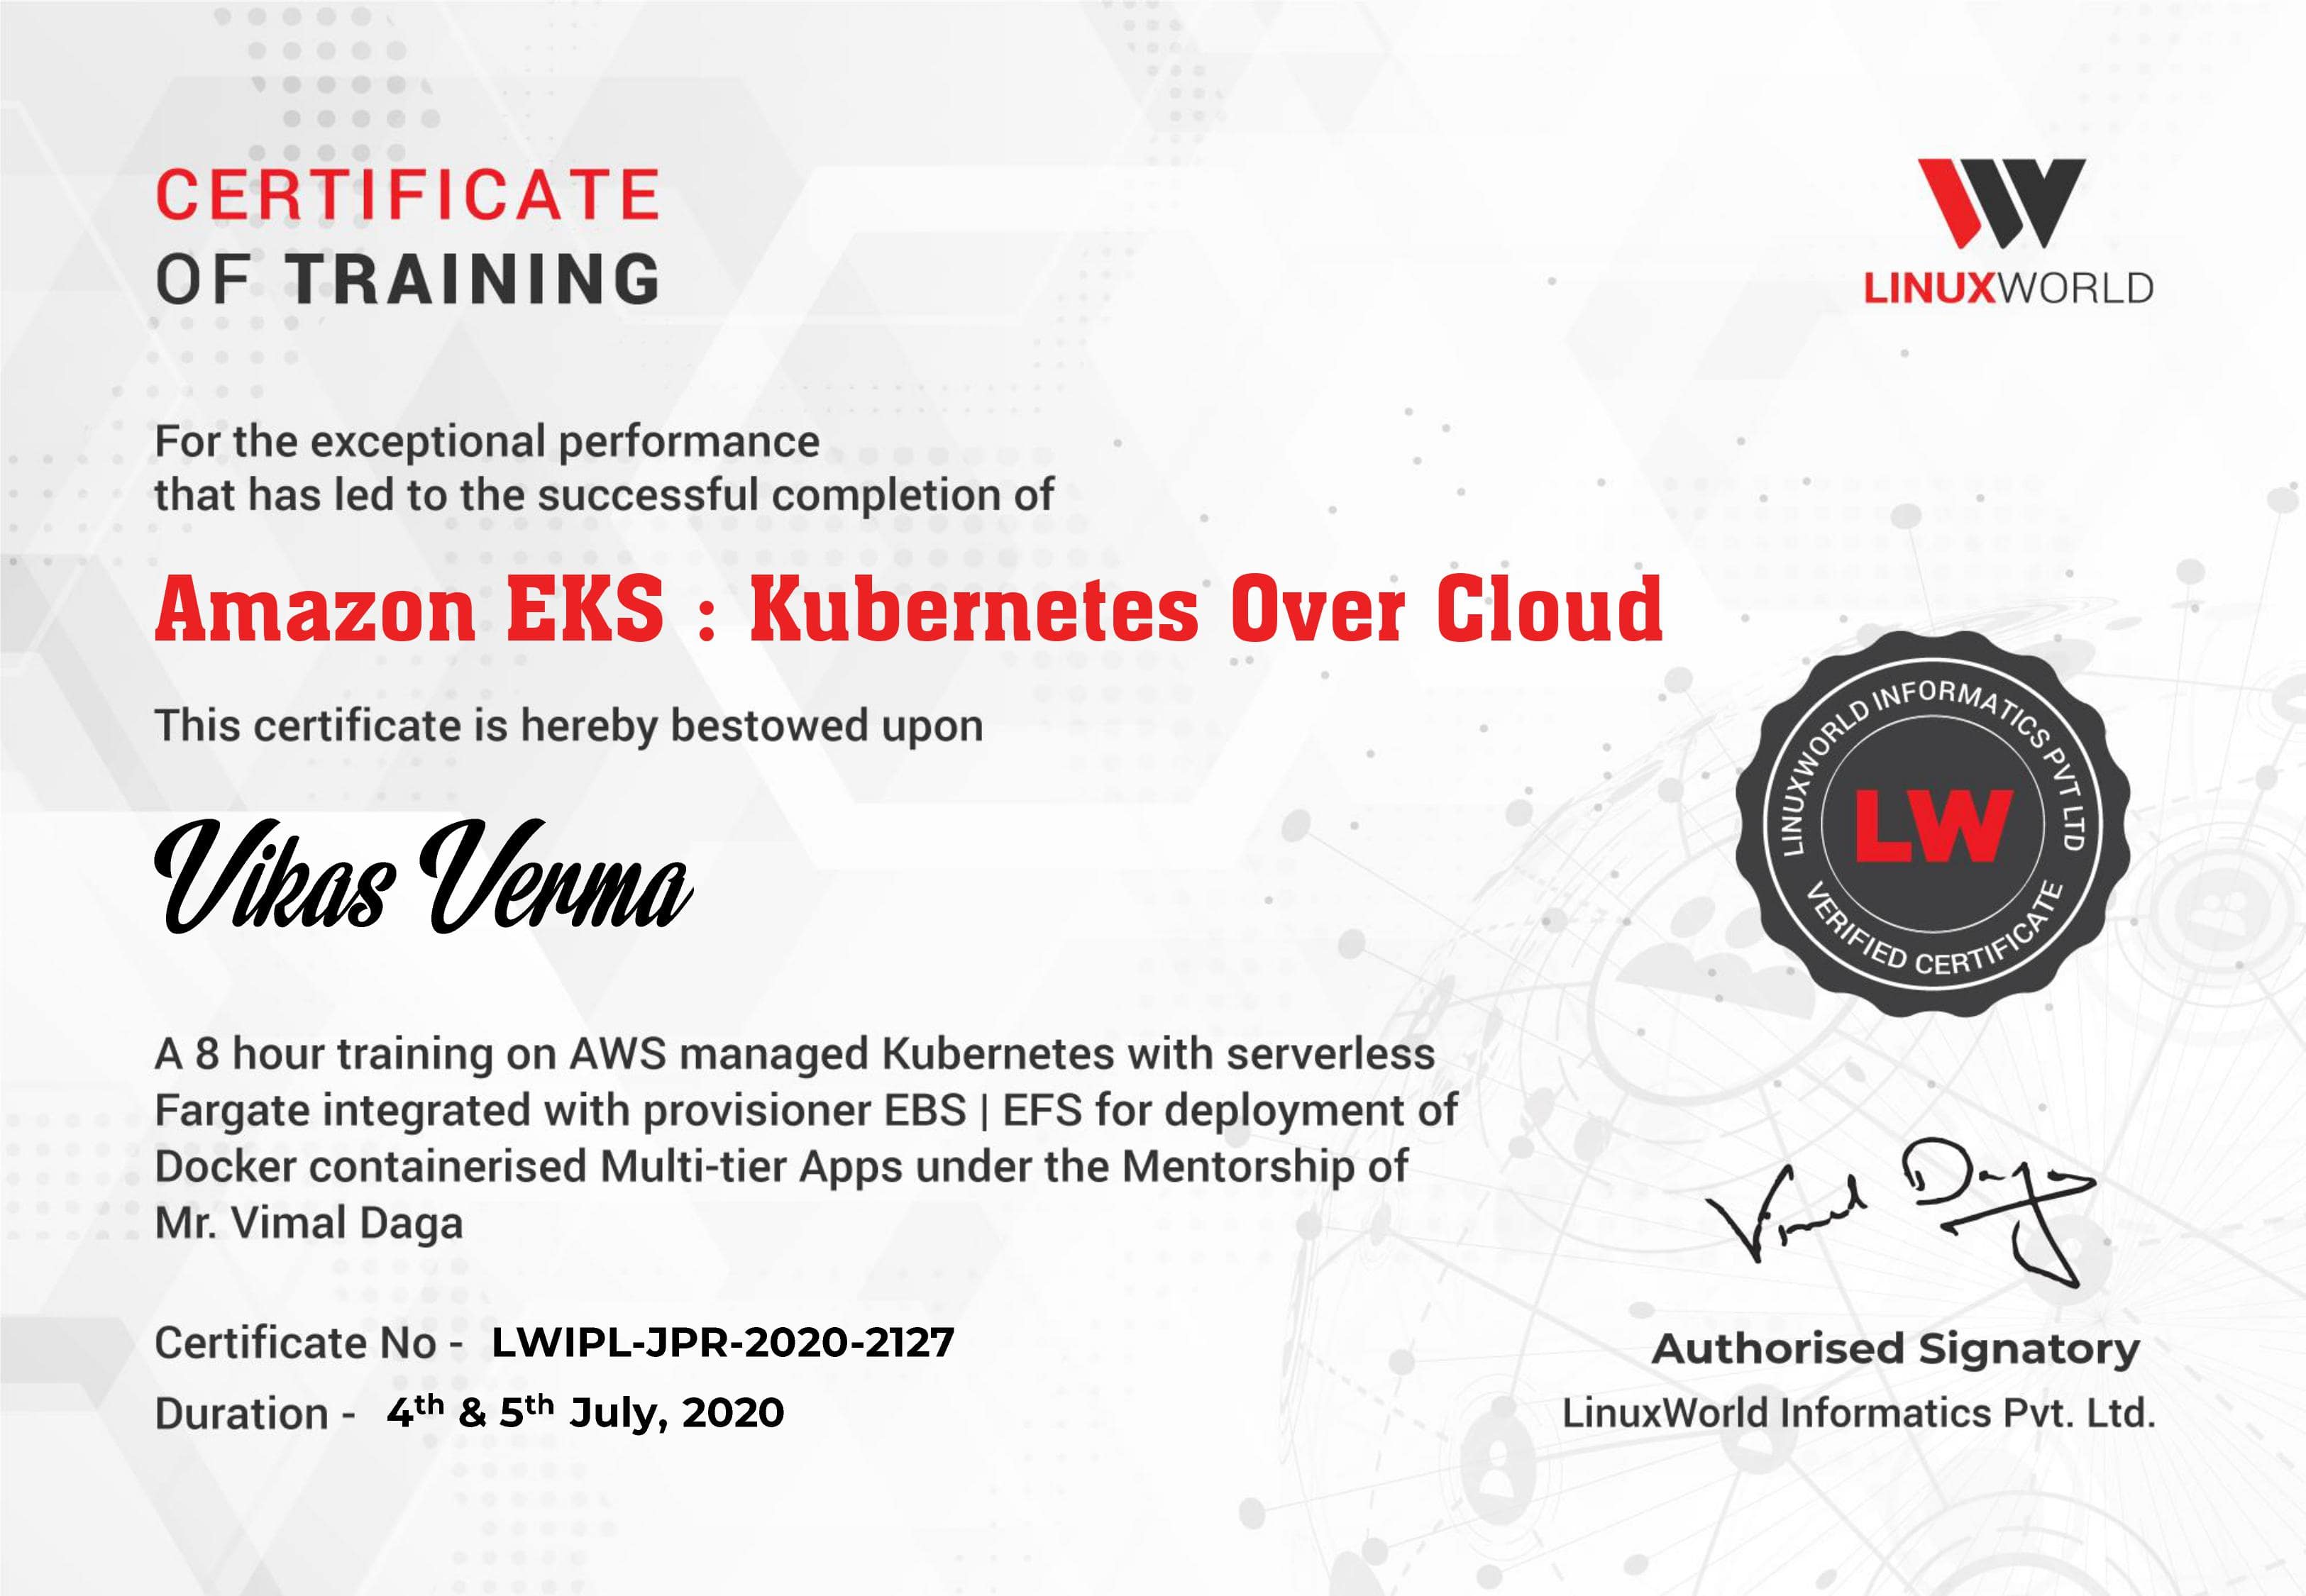 CERTIFICATE
OF TRAINING
LINUXWORLD
For the exceptional performance
that has led to the successful completion of
Amazon EKS : Kubernetes Over Cloud
This certificate is hereby bestowed upon
Vikas Verma
LINUXWORLD INFORMATICS PVT LTD
LW
VERIFIED CERTIFICATE
A 8 hour training on AWS managed Kubernetes with serverless
Fargate integrated with provisioner EBS | EFS for deployment of
Docker containerised Multi-tier Apps under the Mentorship of
Mr. Vimal Daga
Vimal Daga
Certificate No - LWIPL-JPR-2020-2127
Duration - 4th & 5th July, 2020
Authorised Signatory
LinuxWorld Informatics Pvt. Ltd.